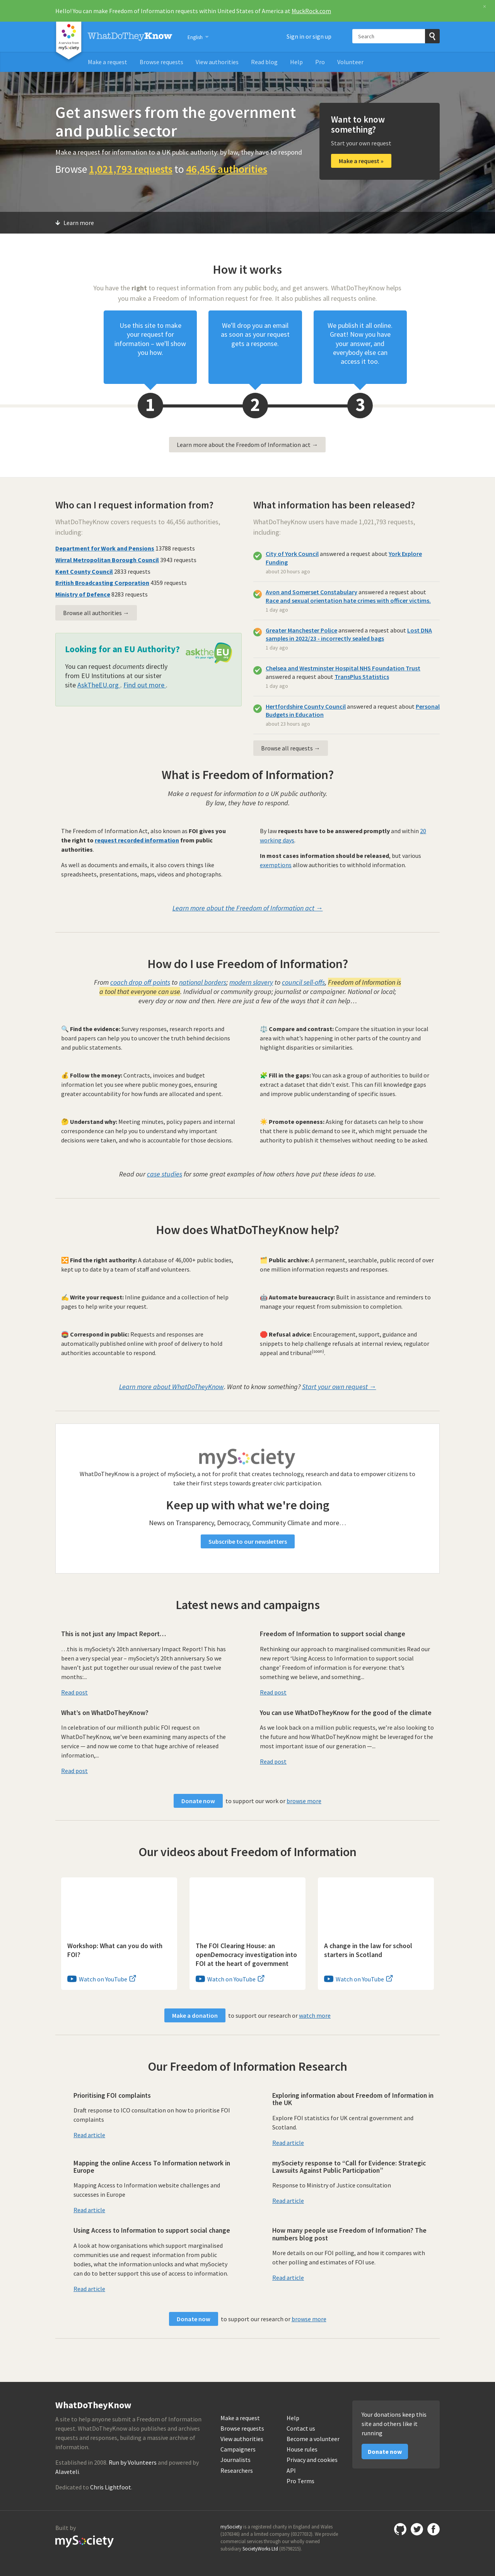 Hello! You can make Freedom of Information requests within United States of America at MuckRock.com
WhatDoTheyKnow
English
Sign in or sign up
Search
Make a request
Browse requests
View authorities
Read blog
Help
Pro
Volunteer
Get answers from the government
and public sector
Make a request for information to a UK public authority: by law, they have to respond
Browse 1,021,793 requests to 46,456 authorities
Want to know
something?
Start your own request
Make a request »
Learn more
How it works
You have the right to request information from any public body, and get answers. WhatDoTheyKnow helps
you make a Freedom of Information request for free. It also publishes all requests online.
Use this site to make
your request for
information – we'll show
you how.
We'll drop you an email
as soon as your request
gets a response.
We publish it all online.
Great! Now you have
your answer, and
everybody else can
access it too.
1
2
3
Learn more about the Freedom of Information act →
Who can I request information from?
WhatDoTheyKnow covers requests to 46,456 authorities,
including:
Department for Work and Pensions 13788 requests
Wirral Metropolitan Borough Council 3943 requests
Kent County Council 2833 requests
British Broadcasting Corporation 4359 requests
Ministry of Defence 8283 requests
Browse all authorities →
Looking for an EU Authority?
asktheEU
You can request documents directly
from EU Institutions at our sister
site AskTheEU.org . Find out more .
What information has been released?
WhatDoTheyKnow users have made 1,021,793 requests,
including:
City of York Council answered a request about York Explore
Funding
about 20 hours ago
Avon and Somerset Constabulary answered a request about
Race and sexual orientation hate crimes with officer victims.
1 day ago
Greater Manchester Police answered a request about Lost DNA
samples in 2022/23 - incorrectly sealed bags
1 day ago
Chelsea and Westminster Hospital NHS Foundation Trust
answered a request about TransPlus Statistics
1 day ago
Hertfordshire County Council answered a request about Personal
Budgets in Education
about 23 hours ago
Browse all requests →
What is Freedom of Information?
Make a request for information to a UK public authority.
By law, they have to respond.
The Freedom of Information Act, also known as FOI gives you
the right to request recorded information from public
authorities.
As well as documents and emails, it also covers things like
spreadsheets, presentations, maps, videos and photographs.
By law requests have to be answered promptly and within 20
working days.
In most cases information should be released, but various
exemptions allow authorities to withhold information.
Learn more about the Freedom of Information act →
How do I use Freedom of Information?
From coach drop off points to national borders; modern slavery to council sell-offs, Freedom of Information is
a tool that everyone can use. Individual or community group; journalist or campaigner. National or local;
every day or now and then. Here are just a few of the ways that it can help…
🔍 Find the evidence: Survey responses, research reports and
board papers can help you to uncover the truth behind decisions
and public statements.
⚖️ Compare and contrast: Compare the situation in your local
area with what's happening in other parts of the country and
highlight disparities or similarities.
💰 Follow the money: Contracts, invoices and budget
information let you see where public money goes, ensuring
greater accountability for how funds are allocated and spent.
🧩 Fill in the gaps: You can ask a group of authorities to build or
extract a dataset that didn't exist. This can fill knowledge gaps
and improve public understanding of specific issues.
🤔 Understand why: Meeting minutes, policy papers and internal
correspondence can help you to understand why important
decisions were taken, and who is accountable for those decisions.
☀️ Promote openness: Asking for datasets can help to show
that there is public demand to see it, which might persuade the
authority to publish it themselves without needing to be asked.
Read our case studies for some great examples of how others have put these ideas to use.
How does WhatDoTheyKnow help?
🔀 Find the right authority: A database of 46,000+ public bodies,
kept up to date by a team of staff and volunteers.
🗂️ Public archive: A permanent, searchable, public record of over
one million information requests and responses.
✍️ Write your request: Inline guidance and a collection of help
pages to help write your request.
🤖 Automate bureaucracy: Built in assistance and reminders to
manage your request from submission to completion.
📯 Correspond in public: Requests and responses are
automatically published online with proof of delivery to hold
authorities accountable to respond.
🛑 Refusal advice: Encouragement, support, guidance and
snippets to help challenge refusals at internal review, regulator
appeal and tribunal(soon).
Learn more about WhatDoTheyKnow. Want to know something? Start your own request →
mySociety
WhatDoTheyKnow is a project of mySociety, a not for profit that creates technology, research and data to empower citizens to
take their first steps towards greater civic participation.
Keep up with what we're doing
News on Transparency, Democracy, Community Climate and more…
Subscribe to our newsletters
Latest news and campaigns
This is not just any Impact Report…
…this is mySociety's 20th anniversary Impact Report! This has
been a very special year – mySociety's 20th anniversary. So we
haven't just put together our usual review of the past twelve
months:...
Read post
Freedom of Information to support social change
Rethinking our approach to marginalised communities Read our
new report 'Using Access to Information to support social
change' Freedom of information is for everyone: that's
something we believe, and something...
Read post
What's on WhatDoTheyKnow?
In celebration of our millionth public FOI request on
WhatDoTheyKnow, we've been examining many aspects of the
service — and now we come to that huge archive of released
information,...
Read post
You can use WhatDoTheyKnow for the good of the climate
As we look back on a million public requests, we're also looking to
the future and how WhatDoTheyKnow might be leveraged for the
most important issue of our generation —...
Read post
Donate now to support our work or browse more
Our videos about Freedom of Information
Workshop: What can you do with
FOI?
Watch on YouTube
The FOI Clearing House: an
openDemocracy investigation into
FOI at the heart of government
Watch on YouTube
A change in the law for school
starters in Scotland
Watch on YouTube
Make a donation to support our research or watch more
Our Freedom of Information Research
Prioritising FOI complaints
Draft response to ICO consultation on how to prioritise FOI
complaints
Read article
Exploring information about Freedom of Information in
the UK
Explore FOI statistics for UK central government and
Scotland.
Read article
Mapping the online Access To Information network in
Europe
Mapping Access to Information website challenges and
successes in Europe
Read article
mySociety response to “Call for Evidence: Strategic
Lawsuits Against Public Participation”
Response to Ministry of Justice consultation
Read article
Using Access to Information to support social change
A look at how organisations which support marginalised
communities use and request information from public
bodies, what the information unlocks and what mySociety
can do to better support this use of access to information.
Read article
How many people use Freedom of Information? The
numbers blog post
More details on our FOI polling, and how it compares with
other polling and estimates of FOI use.
Read article
Donate now to support our research or browse more
WhatDoTheyKnow
A site to help anyone submit a Freedom of Information
request. WhatDoTheyKnow also publishes and archives
requests and responses, building a massive archive of
information.
Established in 2008. Run by Volunteers and powered by
Alaveteli.
Dedicated to Chris Lightfoot.
Make a request
Browse requests
View authorities
Campaigners
Journalists
Researchers
Help
Contact us
Become a volunteer
House rules
Privacy and cookies
API
Pro Terms
Your donations keep this
site and others like it
running
Donate now
Built by
mySociety
mySociety is a registered charity in England and Wales
(1076346) and a limited company (03277032). We provide
commercial services through our wholly owned
subsidiary SocietyWorks Ltd (05798215).